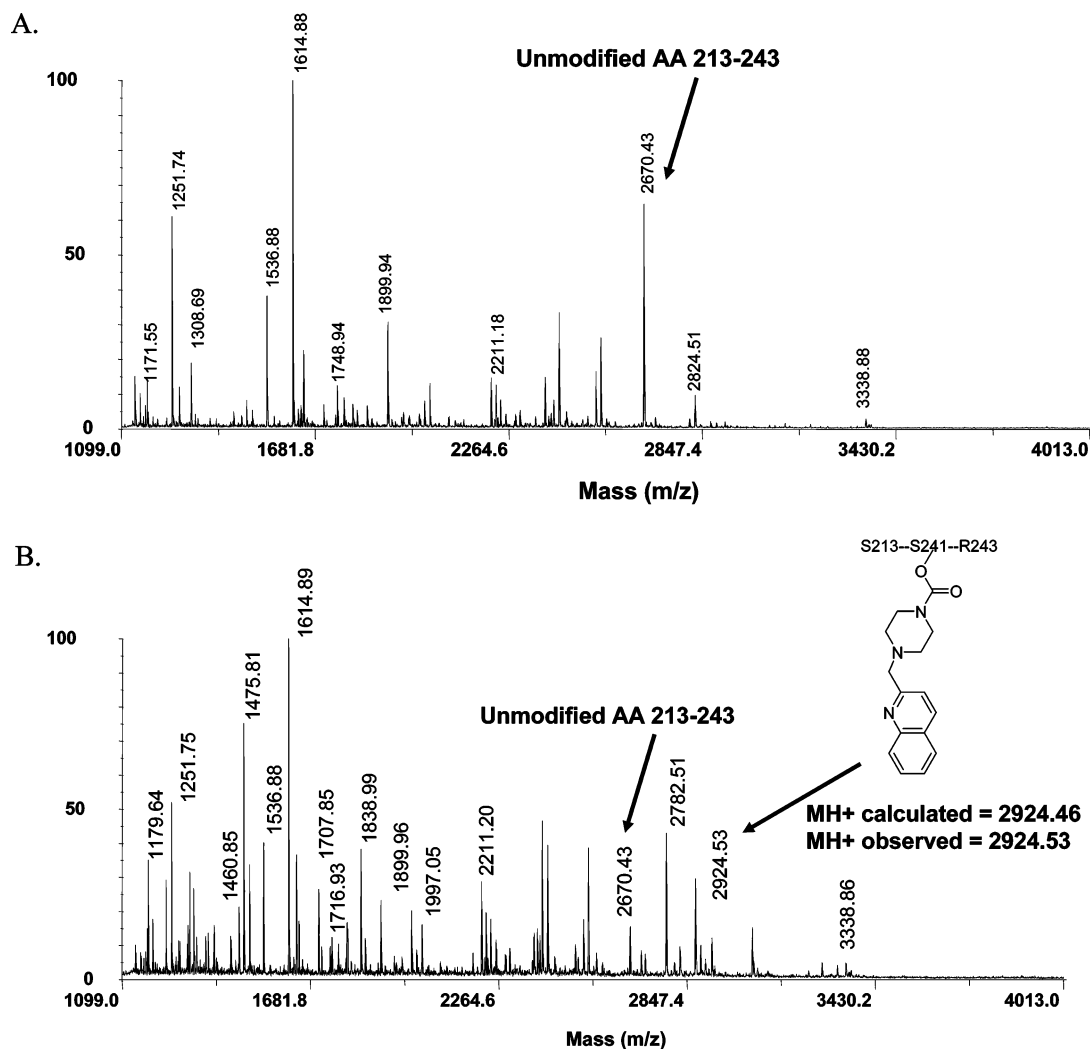 A.
Unmodified AA 213-243
100
50
0
1171.55
1251.74
1308.69
1536.88
1614.88
1748.94
1899.94
2211.18
2670.43
2824.51
3338.88
1099.0 1681.8 2264.6 2847.4 3430.2 4013.0
Mass (m/z)
B.
S213--S241--R243
O
O
N
N
N
Unmodified AA 213-243
MH+ calculated = 2924.46
MH+ observed = 2924.53
100
50
0
1179.64
1251.75
1460.85
1475.81
1536.88
1614.89
1707.85
1716.93
1838.99
1899.96
1997.05
2211.20
2670.43
2782.51
2924.53
3338.86
1099.0 1681.8 2264.6 2847.4 3430.2 4013.0
Mass (m/z)